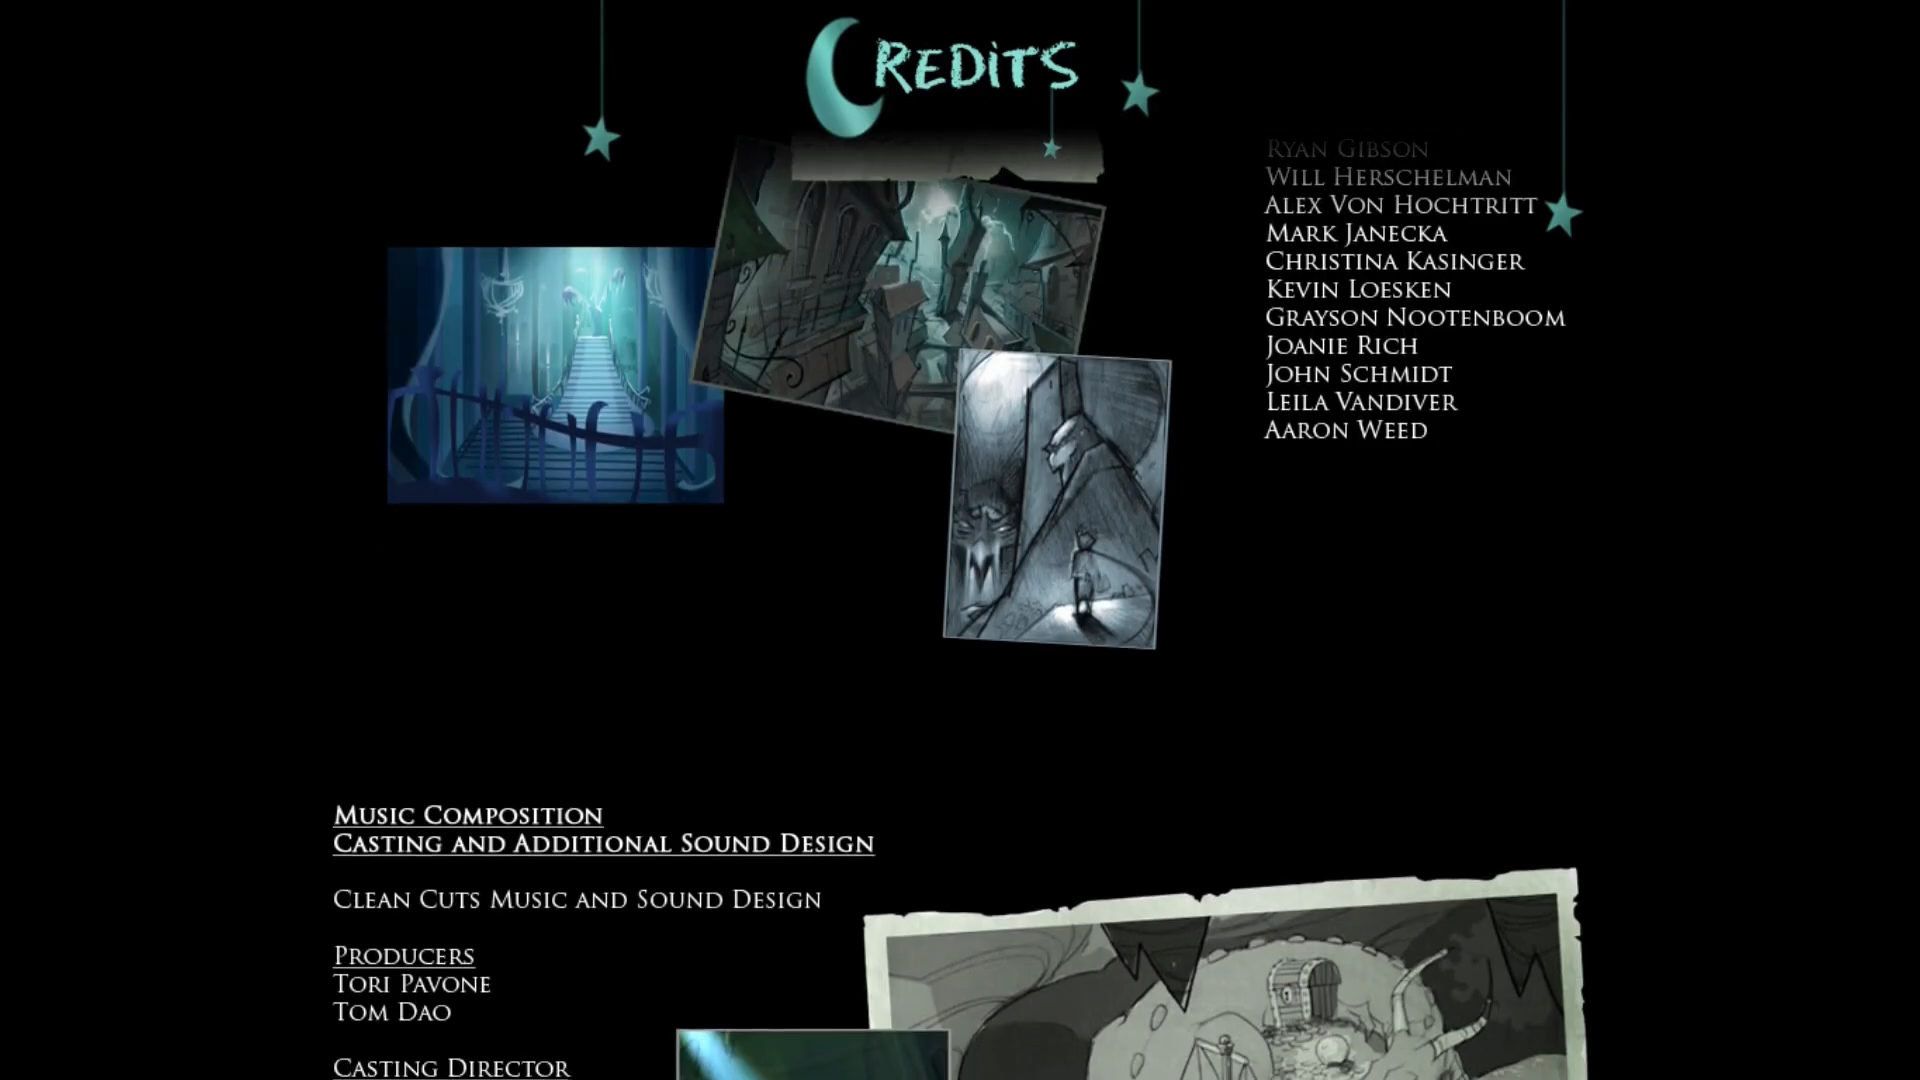 Credits
Ryan Gibson
Will Herschelman
Alex Von Hochtritt
Mark Janecka
Christina Kasinger
Kevin Loesken
Grayson Nootenboom
Joanie Rich
John Schmidt
Leila Vandiver
Aaron Weed
Music Composition
Casting and Additional Sound Design
Clean Cuts Music and Sound Design
Producers
Tori Pavone
Tom Dao
Casting Director